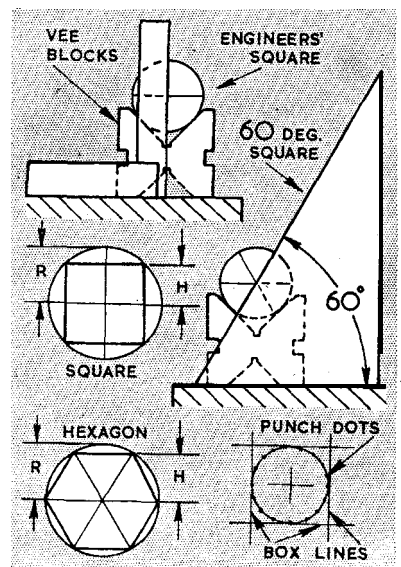 VEE
BLOCKS
ENGINEERS'
SQUARE
60 DEG.
SQUARE
R
H
60°
SQUARE
HEXAGON
R
H
PUNCH DOTS
BOX LINES